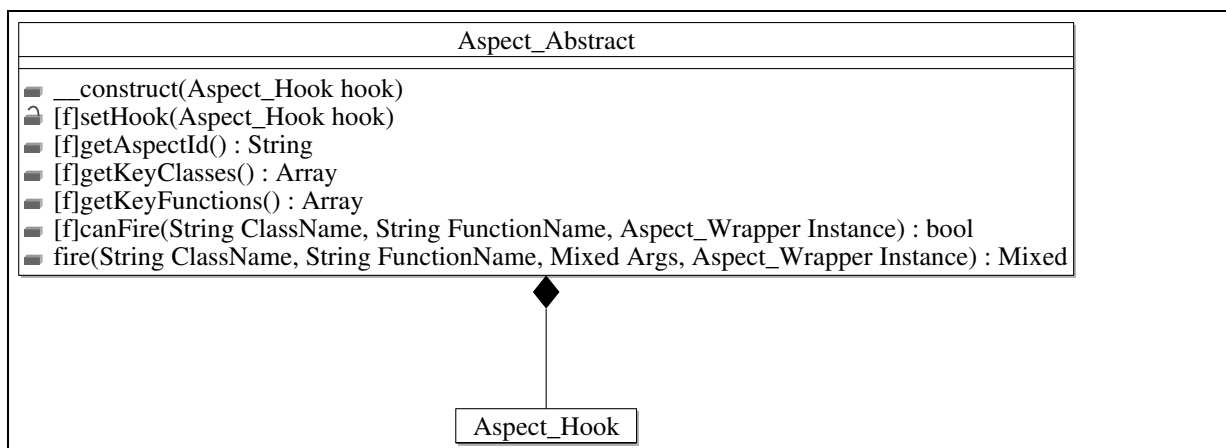 Aspect_Abstract
__construct(Aspect_Hook hook)
[f]setHook(Aspect_Hook hook)
[f]getAspectId() : String
[f]getKeyClasses() : Array
[f]getKeyFunctions() : Array
[f]canFire(String ClassName, String FunctionName, Aspect_Wrapper Instance) : bool
fire(String ClassName, String FunctionName, Mixed Args, Aspect_Wrapper Instance) : Mixed
Aspect_Hook